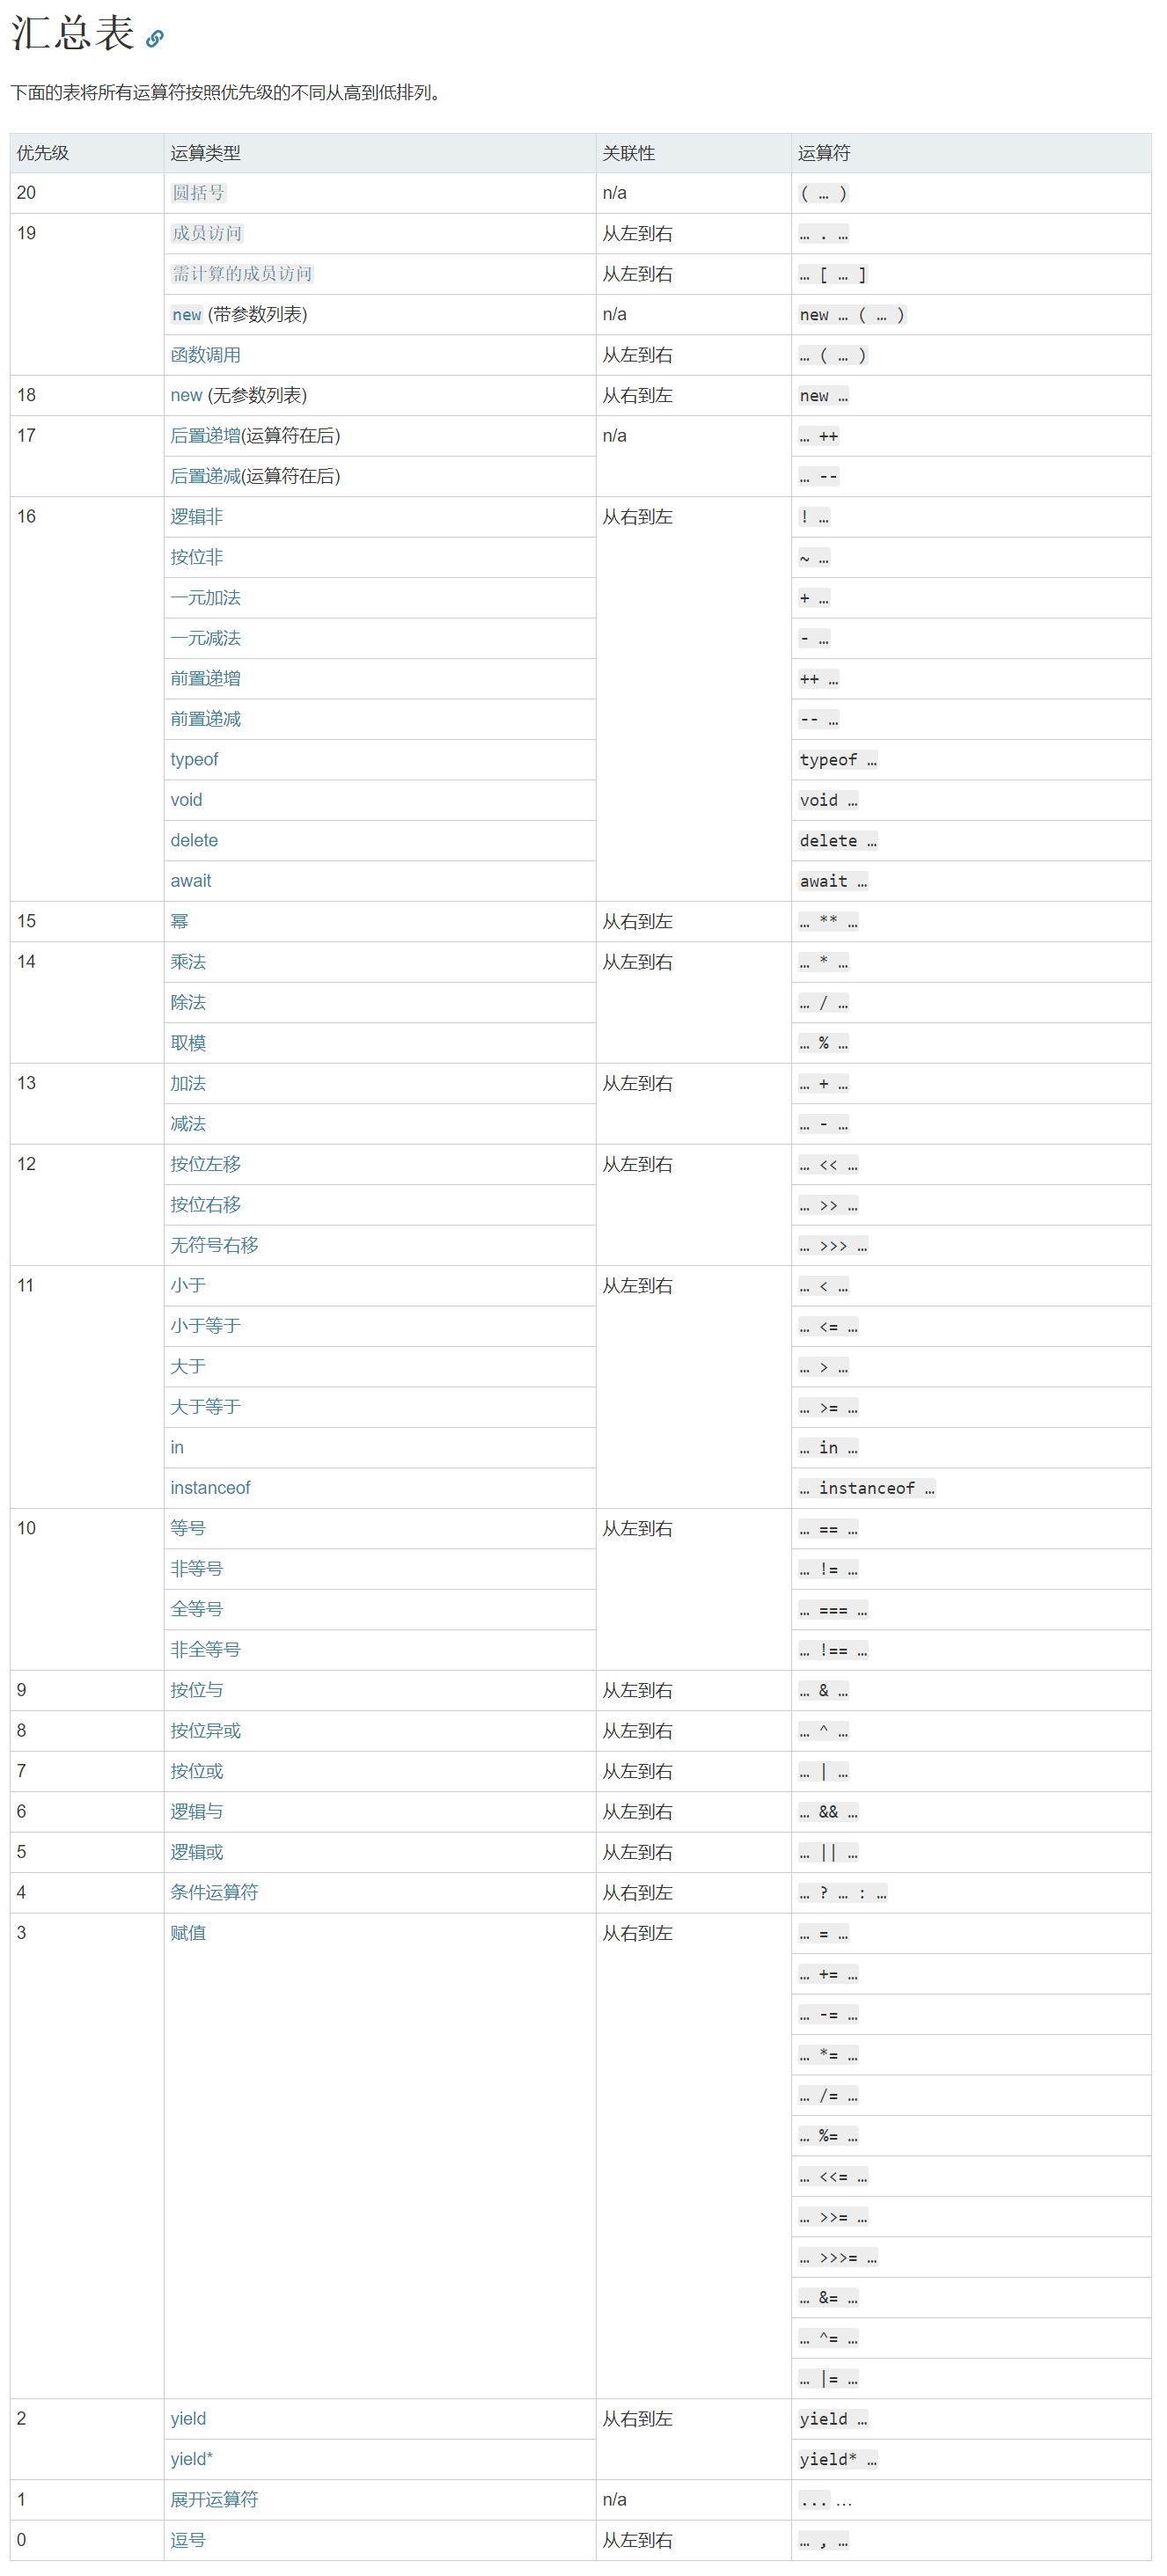 汇总表
下面的表将所有运算符按照优先级的不同从高到低排列。
优先级 运算类型 关联性 运算符
20 圆括号 n/a ( … )
19 成员访问 从左到右 … . …
需计算的成员访问 从左到右 … [ … ]
new (带参数列表) n/a new … ( … )
函数调用 从左到右 … ( … )
18 new (无参数列表) 从右到左 new …
17 后置递增(运算符在后) n/a … ++
后置递减(运算符在后) … --
16 逻辑非 从右到左 ! …
按位非 ~ …
一元加法 + …
一元减法 - …
前置递增 ++ …
前置递减 -- …
typeof typeof …
void void …
delete delete …
await await …
15 幂 从右到左 … ** …
14 乘法 从左到右 … * …
除法 … / …
取模 … % …
13 加法 从左到右 … + …
减法 … - …
12 按位左移 从左到右 … << …
按位右移 … >> …
无符号右移 … >>> …
11 小于 从左到右 … < …
小于等于 … <= …
大于 … > …
大于等于 … >= …
in … in …
instanceof … instanceof …
10 等号 从左到右 … == …
非等号 … != …
全等号 … === …
非全等号 … !== …
9 按位与 从左到右 … & …
8 按位异或 从左到右 … ^ …
7 按位或 从左到右 … | …
6 逻辑与 从左到右 … && …
5 逻辑或 从左到右 … || …
4 条件运算符 从右到左 … ? … : …
3 赋值 从右到左 … = …
… += …
… -= …
… *= …
… /= …
… %= …
… <<= …
… >>= …
… >>>= …
… &= …
… ^= …
… |= …
2 yield 从右到左 yield …
yield* yield* …
1 展开运算符 n/a ... …
0 逗号 从左到右 … , …